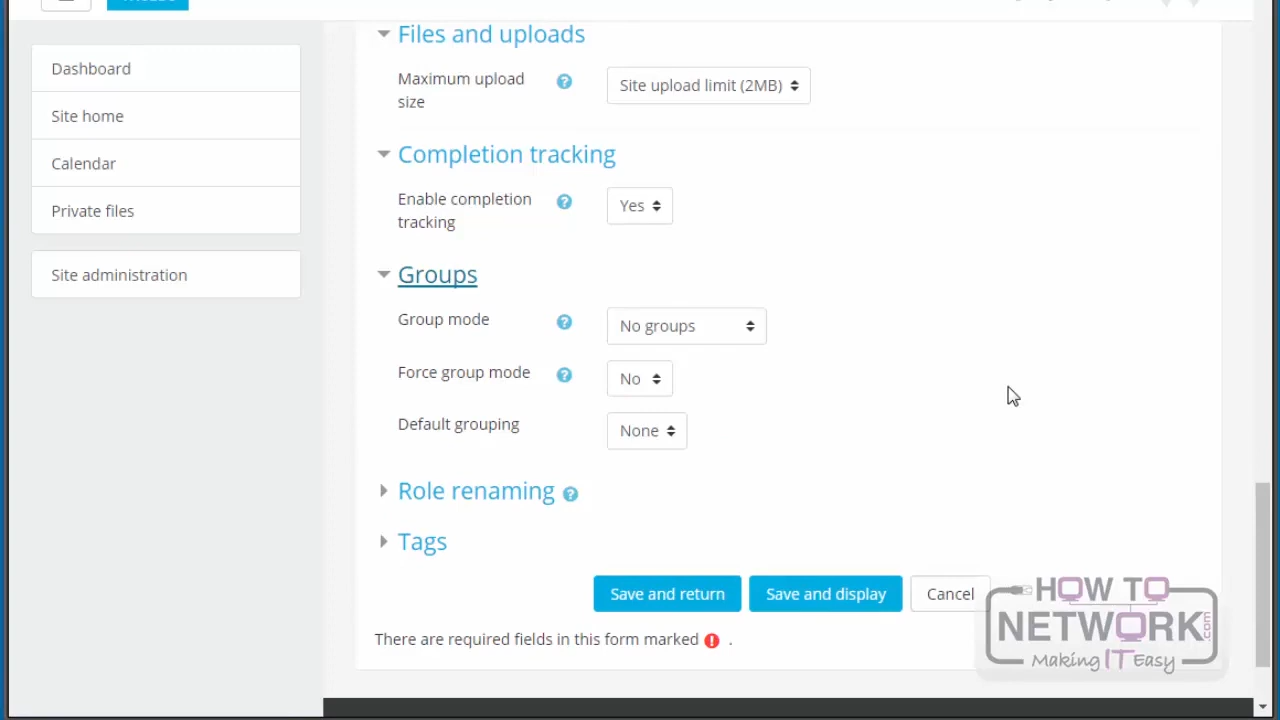 Files and uploads
Dashboard
Maximum upload
size
Site upload limit (2MB)
Site home
Completion tracking
Calendar
Enable completion
tracking
Yes
Private files
Site administration
Groups
Group mode
No groups
Force group mode
No
Default grouping
None
Role renaming
Tags
Save and return
Save and display
Cancel
There are required fields in this form marked .
HOW TO
NETWORK.com
Making IT Easy